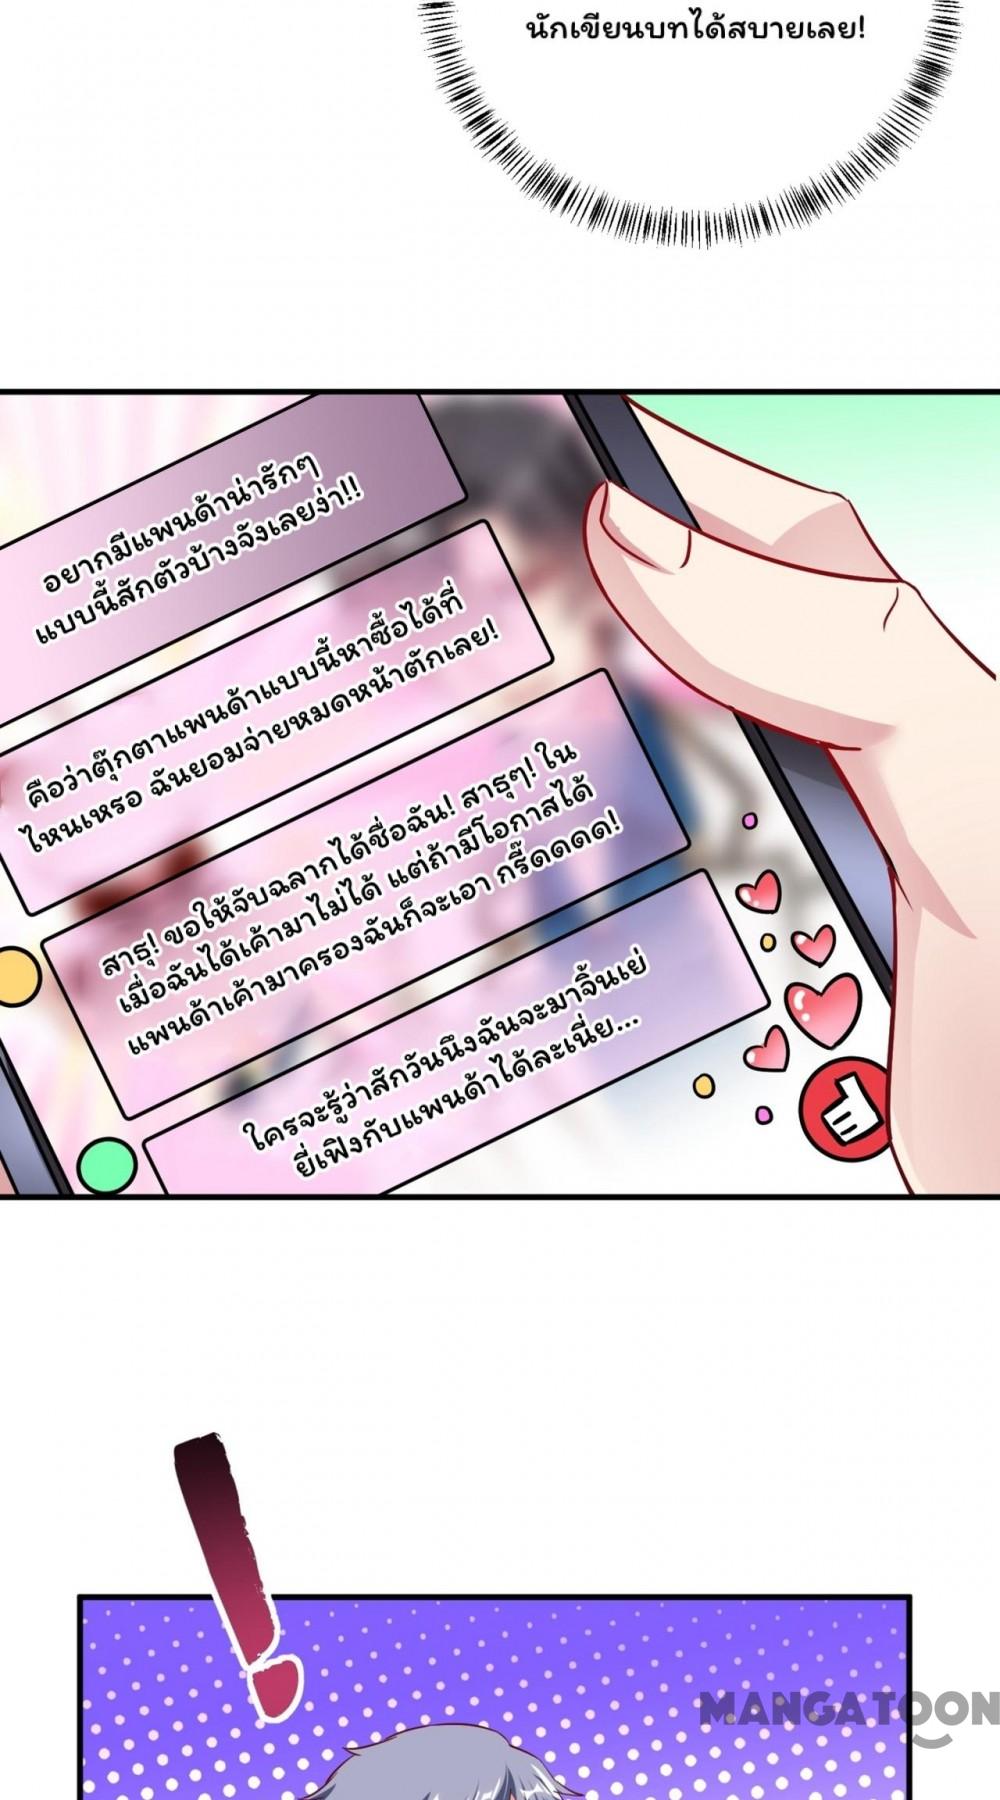 นักเขียนบทได้สบายเลย!
อยากมีแพนด้าน่ารักๆ
แบบนี้สักตัวบ้างจังเลยง่า!!
คือว่าตุ๊กตาแพนด้าแบบนี้หาซื้อได้ที่
ไหนเหรอ ฉันยอมจ่ายหมดหน้าตักเลย!
สาธุ! ขอให้จับฉลากได้ชื่อฉัน! สาธุๆ! ใน
เมื่อฉันได้เค้ามาไม่ได้ แต่ถ้ามีโอกาสได้
แพนด้าเค้ามาครองฉันก็จะเอา กรี๊ดดดด!
ใครจะรู้ว่าสักวันนึงฉันจะมาจิ้นเย่
ยี่เฟิงกับแพนด้าได้ละเนี่ย...
!
MANGATOON